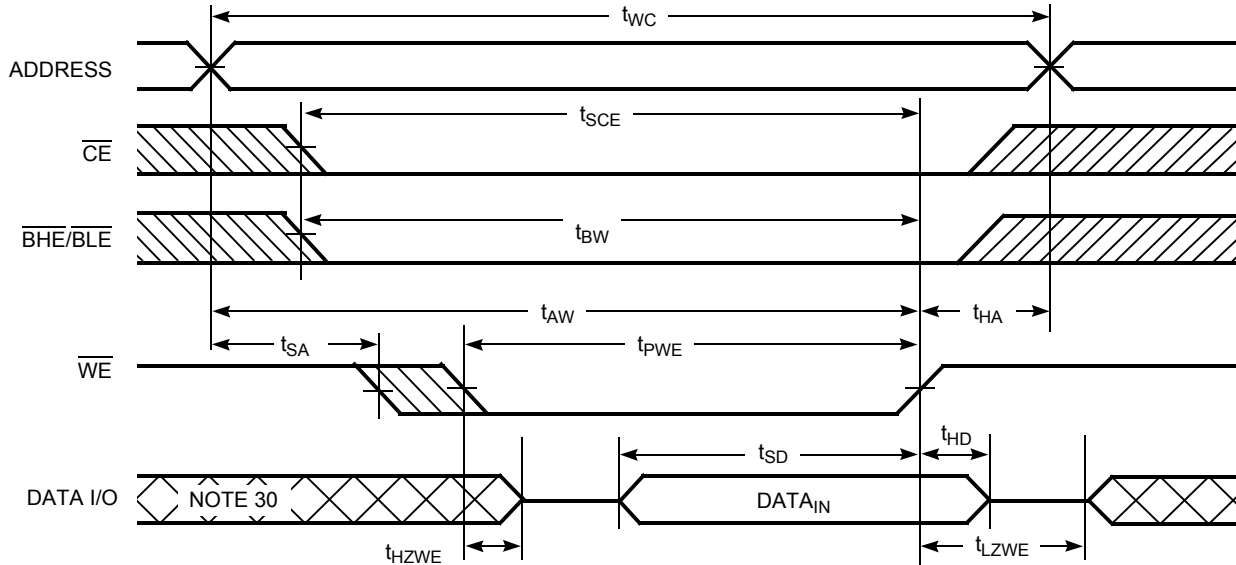 tWC
ADDRESS
tSCE
CE
BHE/BLE
tBW
tAW
tHA
tSA
tPWE
WE
tHD
tSD
DATA I/O
NOTE 30
DATAIN
tHZWE
tLZWE